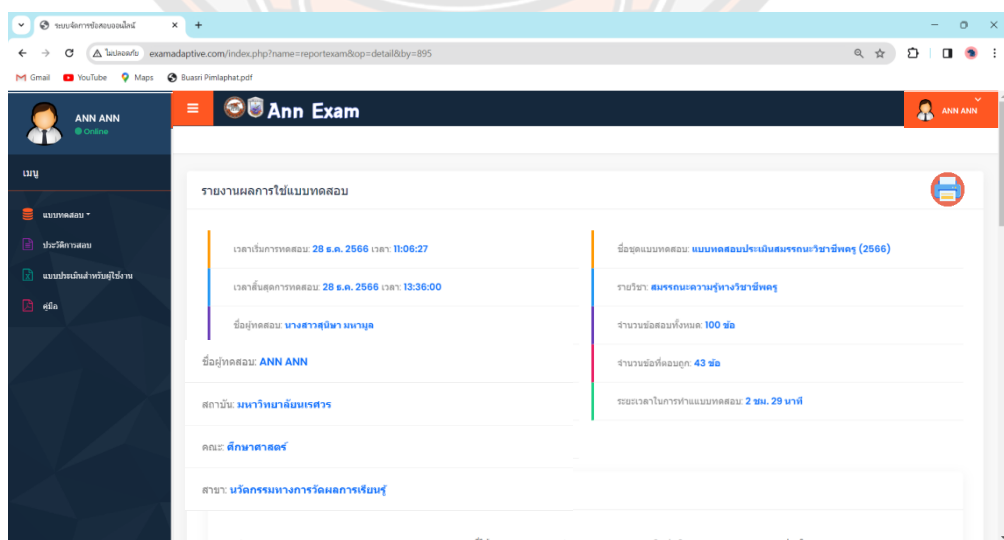 ระบบจัดการข้อสอบออนไลน์
ไม่ปลอดภัย examadaptive.com/index.php?name=reportexam&op=detail&by=895
Gmail YouTube Maps Buasri Pimlaphat.pdf
ANN ANN
Online
Ann Exam
ANN ANN
เมนู
แบบทดสอบ
ประวัติการสอบ
แบบประเมินสำหรับผู้ใช้งาน
คู่มือ
รายงานผลการใช้แบบทดสอบ
เวลาเริ่มการทดสอบ: 28 ธ.ค. 2566 เวลา: 11:06:27
เวลาสิ้นสุดการทดสอบ: 28 ธ.ค. 2566 เวลา: 13:36:00
ชื่อผู้ทดสอบ: นางสาวสุนิษา มหามูล
ชื่อผู้ทดสอบ: ANN ANN
สถาบัน: มหาวิทยาลัยนเรศวร
คณะ: ศึกษาศาสตร์
สาขา: นวัตกรรมทางการวัดผลการเรียนรู้
ชื่อชุดแบบทดสอบ: แบบทดสอบประเมินสมรรถนะวิชาชีพครู (2566)
รายวิชา: สมรรถนะความรู้ทางวิชาชีพครู
จำนวนข้อสอบทั้งหมด: 100 ข้อ
จำนวนข้อที่ตอบถูก: 43 ข้อ
ระยะเวลาในการทำแบบทดสอบ: 2 ชม. 29 นาที